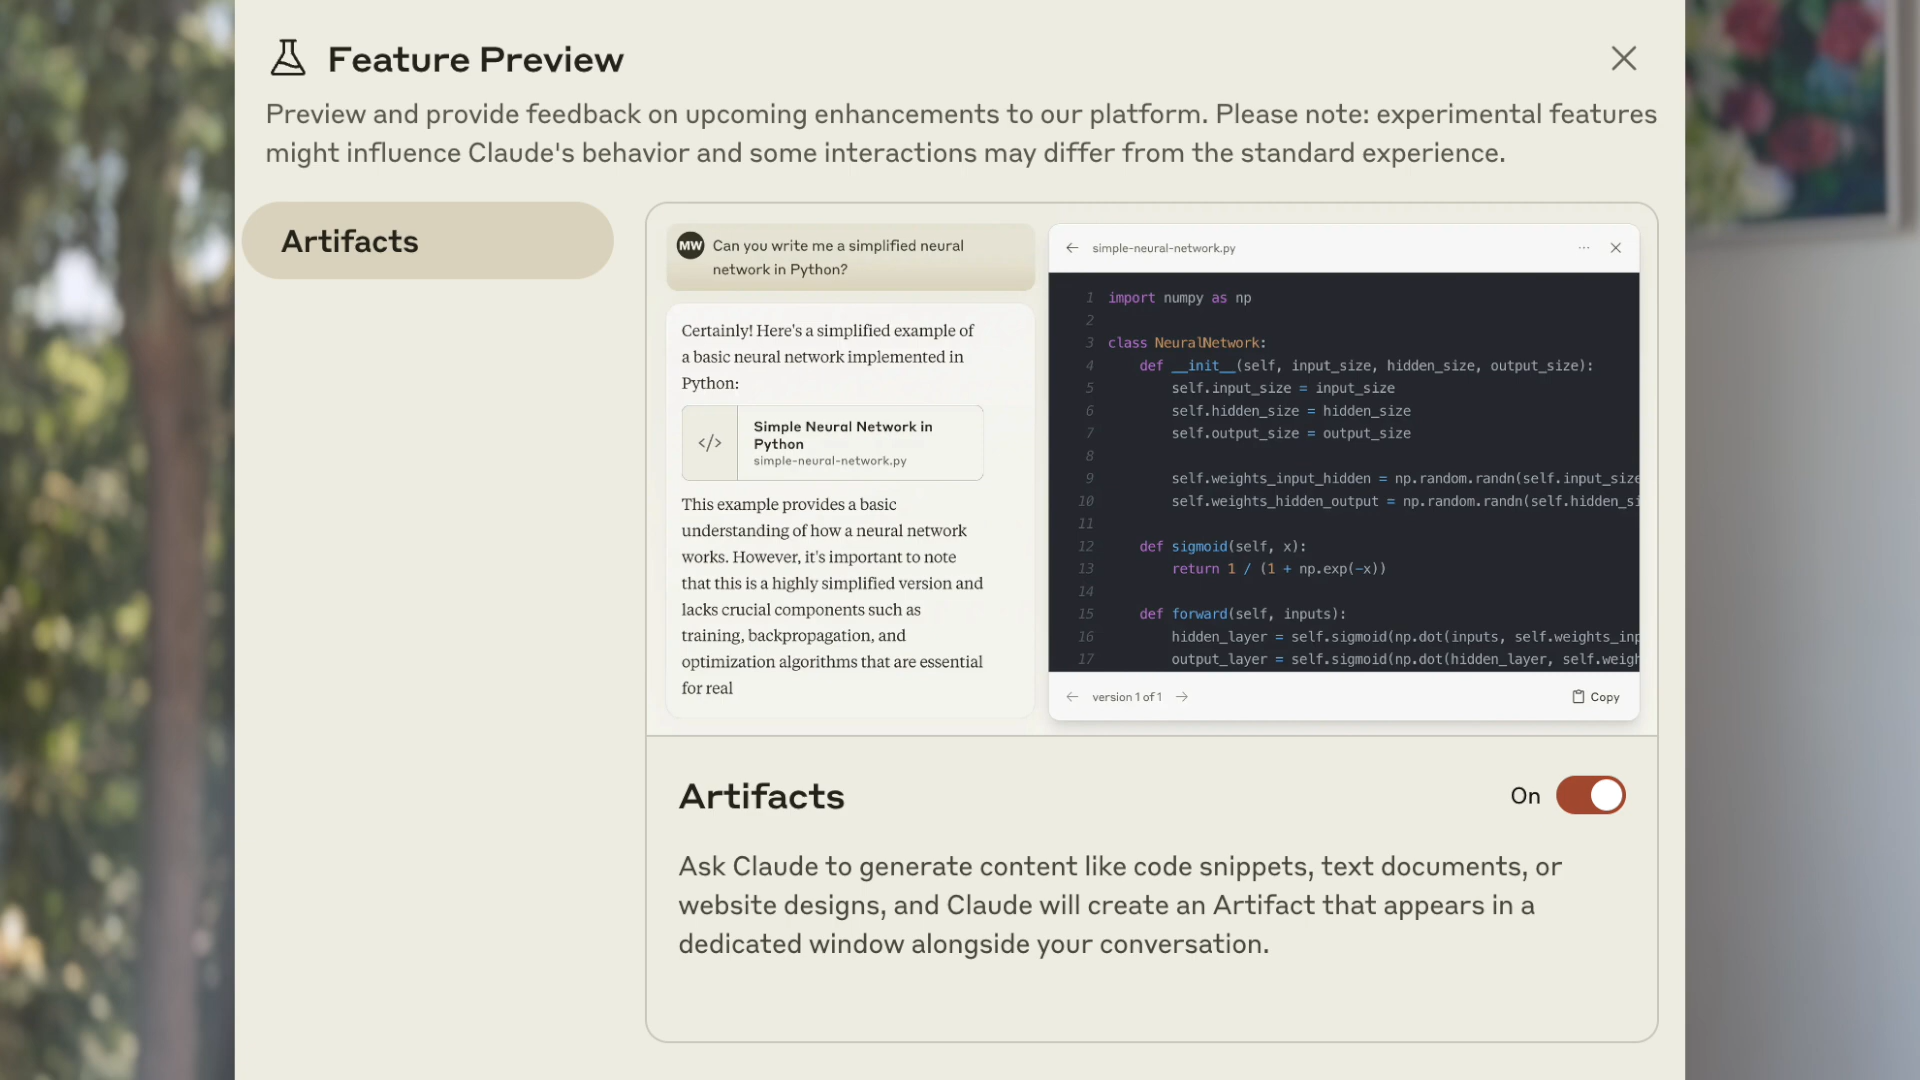 Feature Preview
Preview and provide feedback on upcoming enhancements to our platform. Please note: experimental features
might influence Claude's behavior and some interactions may differ from the standard experience.
Artifacts
MW
Can you write me a simplified neural
network in Python?
Certainly! Here's a simplified example of
a basic neural network implemented in
Python:
</>
Simple Neural Network in
Python
simple-neural-network.py
This example provides a basic
understanding of how a neural network
works. However, it's important to note
that this is a highly simplified version and
lacks crucial components such as
training, backpropagation, and
optimization algorithms that are essential
for real
simple-neural-network.py
1 import numpy as np
2
3 class NeuralNetwork:
4 def __init__(self, input_size, hidden_size, output_size):
5 self.input_size = input_size
6 self.hidden_size = hidden_size
7 self.output_size = output_size
8
9 self.weights_input_hidden = np.random.randn(self.input_size
10 self.weights_hidden_output = np.random.randn(self.hidden_si
11
12 def sigmoid(self, x):
13 return 1 / (1 + np.exp(-x))
14
15 def forward(self, inputs):
16 hidden_layer = self.sigmoid(np.dot(inputs, self.weights_inp
17 output_layer = self.sigmoid(np.dot(hidden_layer, self.weigh
version 1 of 1
Copy
Artifacts
On
Ask Claude to generate content like code snippets, text documents, or
website designs, and Claude will create an Artifact that appears in a
dedicated window alongside your conversation.